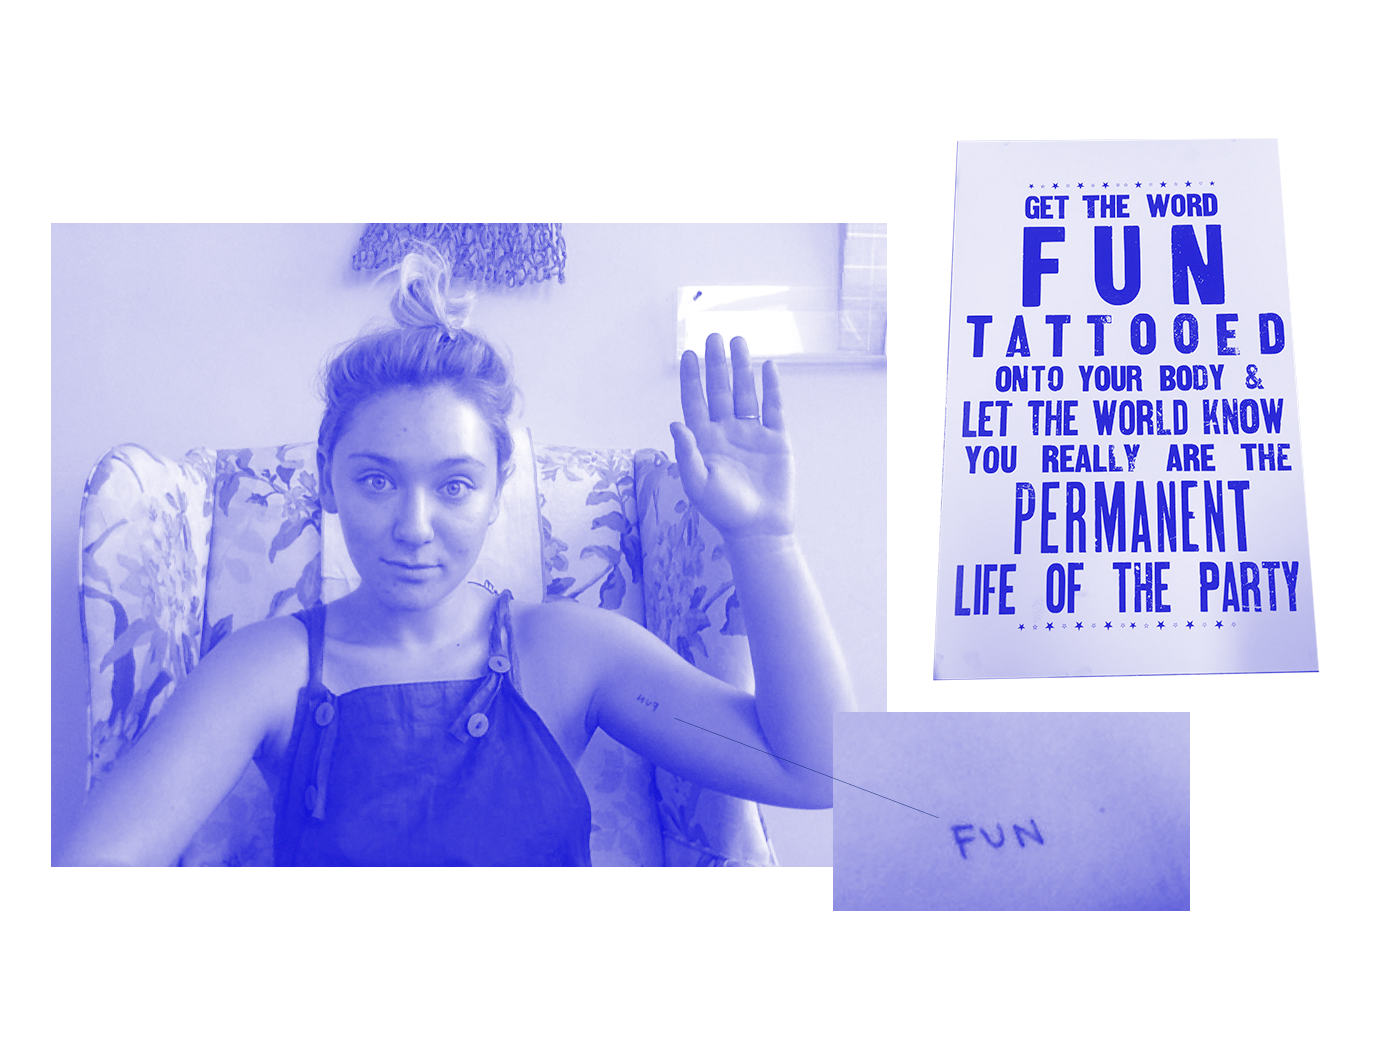 GET THE WORD
FUN
TATTOOED
ONTO YOUR BODY &
LET THE WORLD KNOW
YOU REALLY ARE THE
PERMANENT
LIFE OF THE PARTY
FUN
FUN